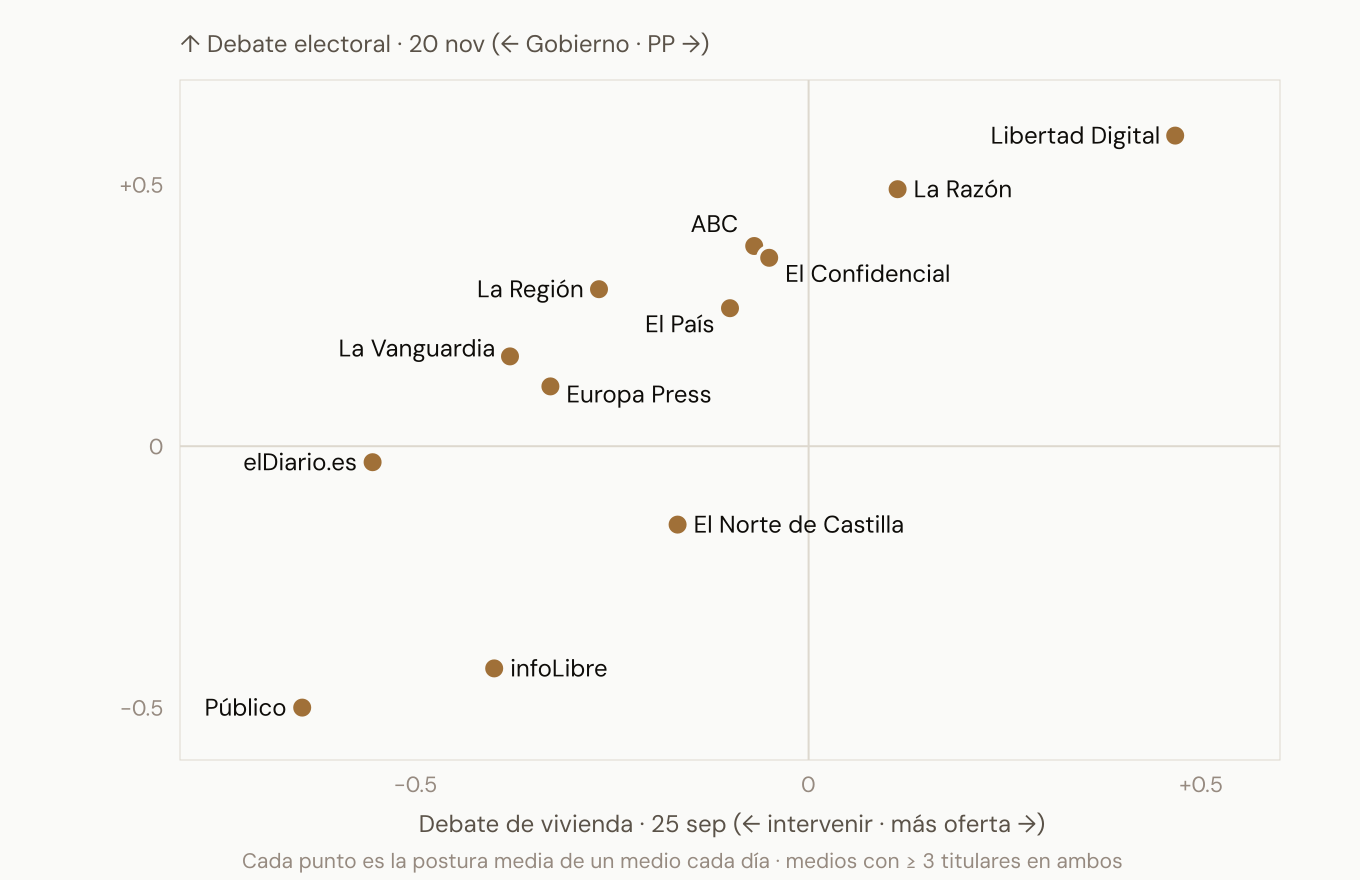 ↑ Debate electoral · 20 nov (← Gobierno · PP →)
Libertad Digital
+0.5
La Razón
ABC
El Confidencial
La Región
El País
La Vanguardia
Europa Press
0
elDiario.es
El Norte de Castilla
infoLibre
−0.5
Público
−0.5
0
+0.5
Debate de vivienda · 25 sep (← intervenir · más oferta →)
Cada punto es la postura media de un medio cada día · medios con ≥ 3 titulares en ambos